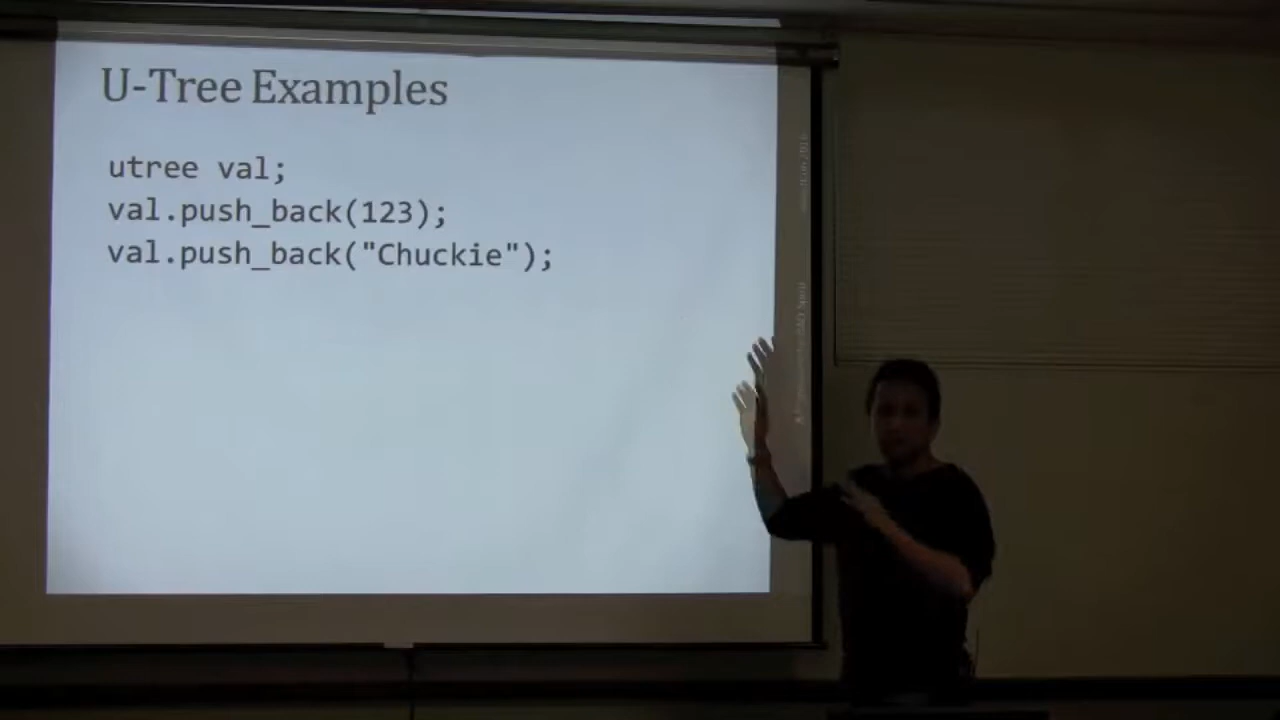 U-Tree Examples
utree val;
val.push_back(123);
val.push_back("Chuckie");